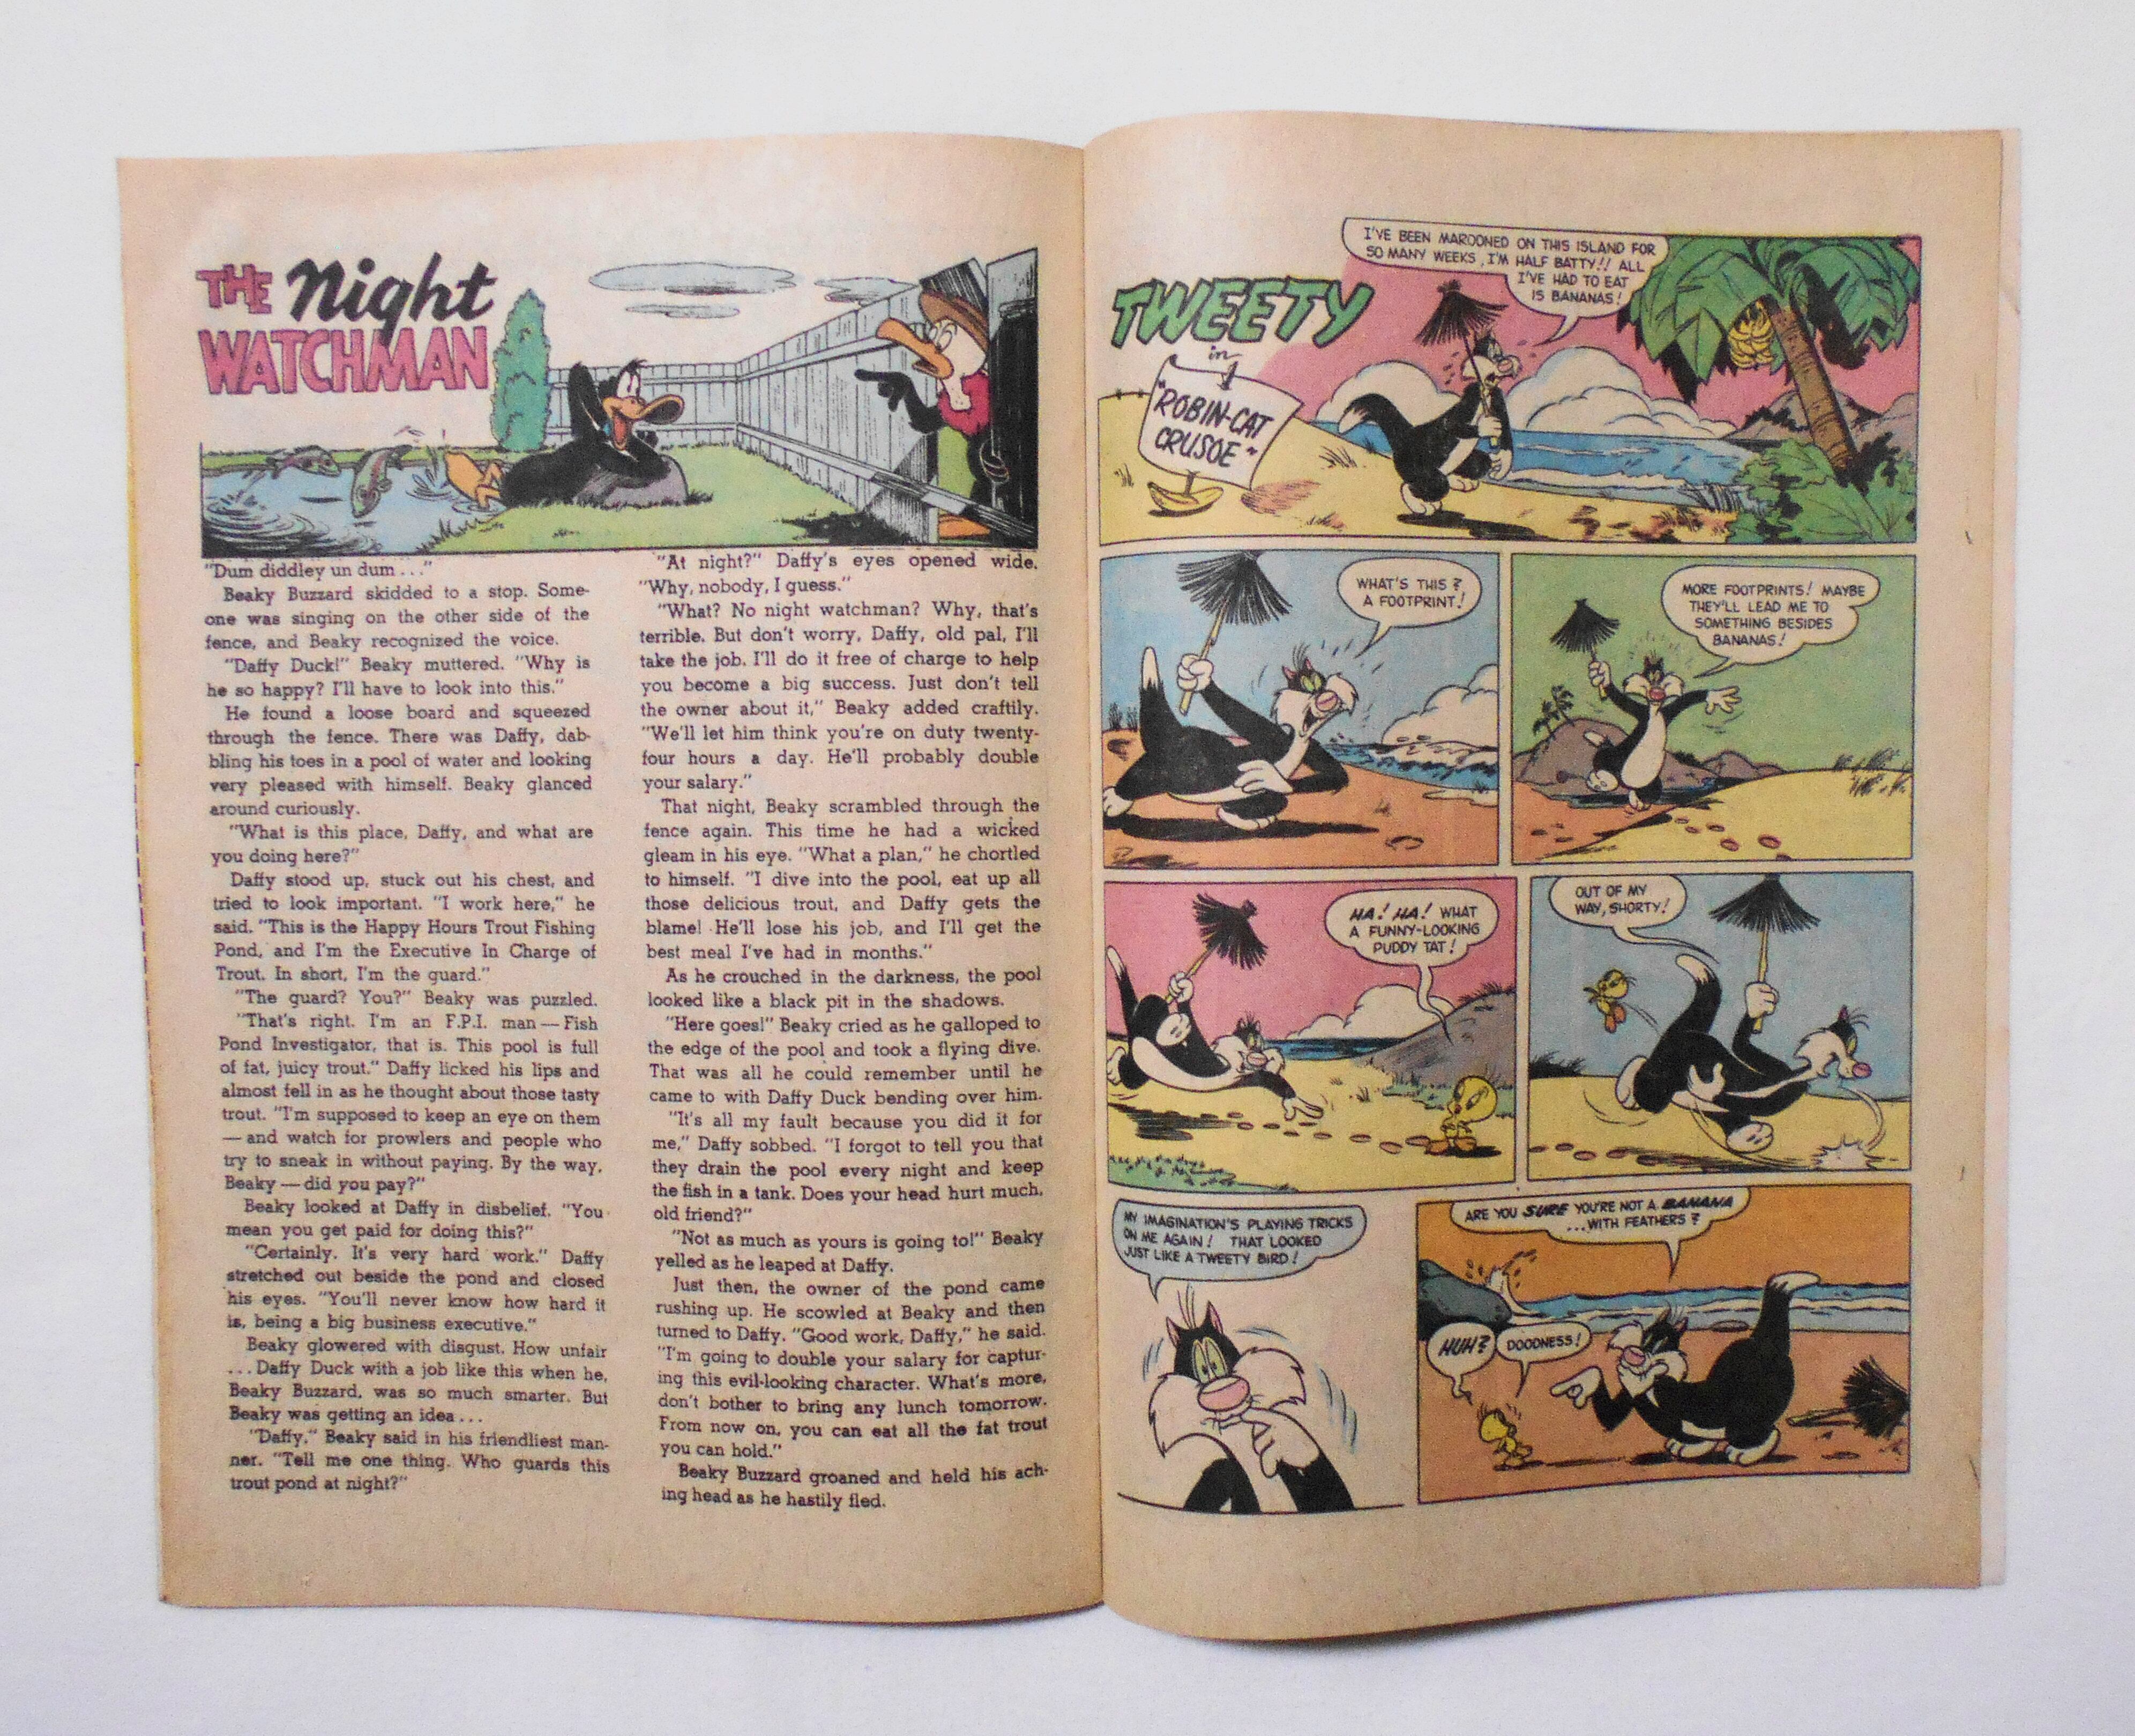 THE Night
WATCHMAN
"Dum diddley un dum . . ."
Beaky Buzzard skidded to a stop. Some-
one was singing on the other side of the
fence, and Beaky recognized the voice.
"Daffy Duck!" Beaky muttered. "Why is
he so happy? I'll have to look into this."
He found a loose board and squeezed
through the fence. There was Daffy, dab-
bling his toes in a pool of water and looking
very pleased with himself. Beaky glanced
around curiously.
"What is this place, Daffy, and what are
you doing here?"
Daffy stood up, stuck out his chest, and
tried to look important. "I work here," he
said. "This is the Happy Hours Trout Fishing
Pond, and I'm the Executive In Charge of
Trout. In short, I'm the guard."
"The guard? You?" Beaky was puzzled.
"That's right. I'm an F.P.I. man — Fish
Pond Investigator, that is. This pool is full
of fat, juicy trout." Daffy licked his lips and
almost fell in as he thought about those tasty
trout. "I'm supposed to keep an eye on them
— and watch for prowlers and people who
try to sneak in without paying. By the way,
Beaky — did you pay?"
Beaky looked at Daffy in disbelief. "You
mean you get paid for doing this?"
"Certainly. It's very hard work." Daffy
stretched out beside the pond and closed
his eyes. "You'll never know how hard it
is, being a big business executive."
Beaky glowered with disgust. How unfair
. . . Daffy Duck with a job like this when he,
Beaky Buzzard, was so much smarter. But
Beaky was getting an idea . . .
"Daffy," Beaky said in his friendliest man-
ner. "Tell me one thing. Who guards this
trout pond at night?"
"At night?" Daffy's eyes opened wide.
"Why, nobody, I guess."
"What? No night watchman? Why, that's
terrible. But don't worry, Daffy, old pal, I'll
take the job. I'll do it free of charge to help
you become a big success. Just don't tell
the owner about it," Beaky added craftily.
"We'll let him think you're on duty twenty-
four hours a day. He'll probably double
your salary."
That night, Beaky scrambled through the
fence again. This time he had a wicked
gleam in his eye. "What a plan," he chortled
to himself. "I dive into the pool, eat up all
those delicious trout, and Daffy gets the
blame! He'll lose his job, and I'll get the
best meal I've had in months."
As he crouched in the darkness, the pool
looked like a black pit in the shadows.
"Here goes!" Beaky cried as he galloped to
the edge of the pool and took a flying dive.
That was all he could remember until he
came to with Daffy Duck bending over him.
"It's all my fault because you did it for
me," Daffy sobbed. "I forgot to tell you that
they drain the pool every night and keep
the fish in a tank. Does your head hurt much,
old friend?"
"Not as much as yours is going to!" Beaky
yelled as he leaped at Daffy.
Just then, the owner of the pond came
rushing up. He scowled at Beaky and then
turned to Daffy. "Good work, Daffy," he said.
"I'm going to double your salary for captur-
ing this evil-looking character. What's more,
don't bother to bring any lunch tomorrow.
From now on, you can eat all the fat trout
you can hold."
Beaky Buzzard groaned and held his ach-
ing head as he hastily fled.
TWEETY
in
"ROBIN-CAT
CRUSOE"
I'VE BEEN MAROONED ON THIS ISLAND FOR
SO MANY WEEKS, I'M HALF BATTY!! ALL
I'VE HAD TO EAT
IS BANANAS!
WHAT'S THIS?
A FOOTPRINT!
MORE FOOTPRINTS! MAYBE
THEY'LL LEAD ME TO
SOMETHING BESIDES
BANANAS!
HA! HA! WHAT
A FUNNY-LOOKING
PUDDY TAT!
OUT OF MY
WAY, SHORTY!
MY IMAGINATION'S PLAYING TRICKS
ON ME AGAIN! THAT LOOKED
JUST LIKE A TWEETY BIRD!
ARE YOU SURE YOU'RE NOT A BANANA
...WITH FEATHERS?
HUH?
DOODNESS!